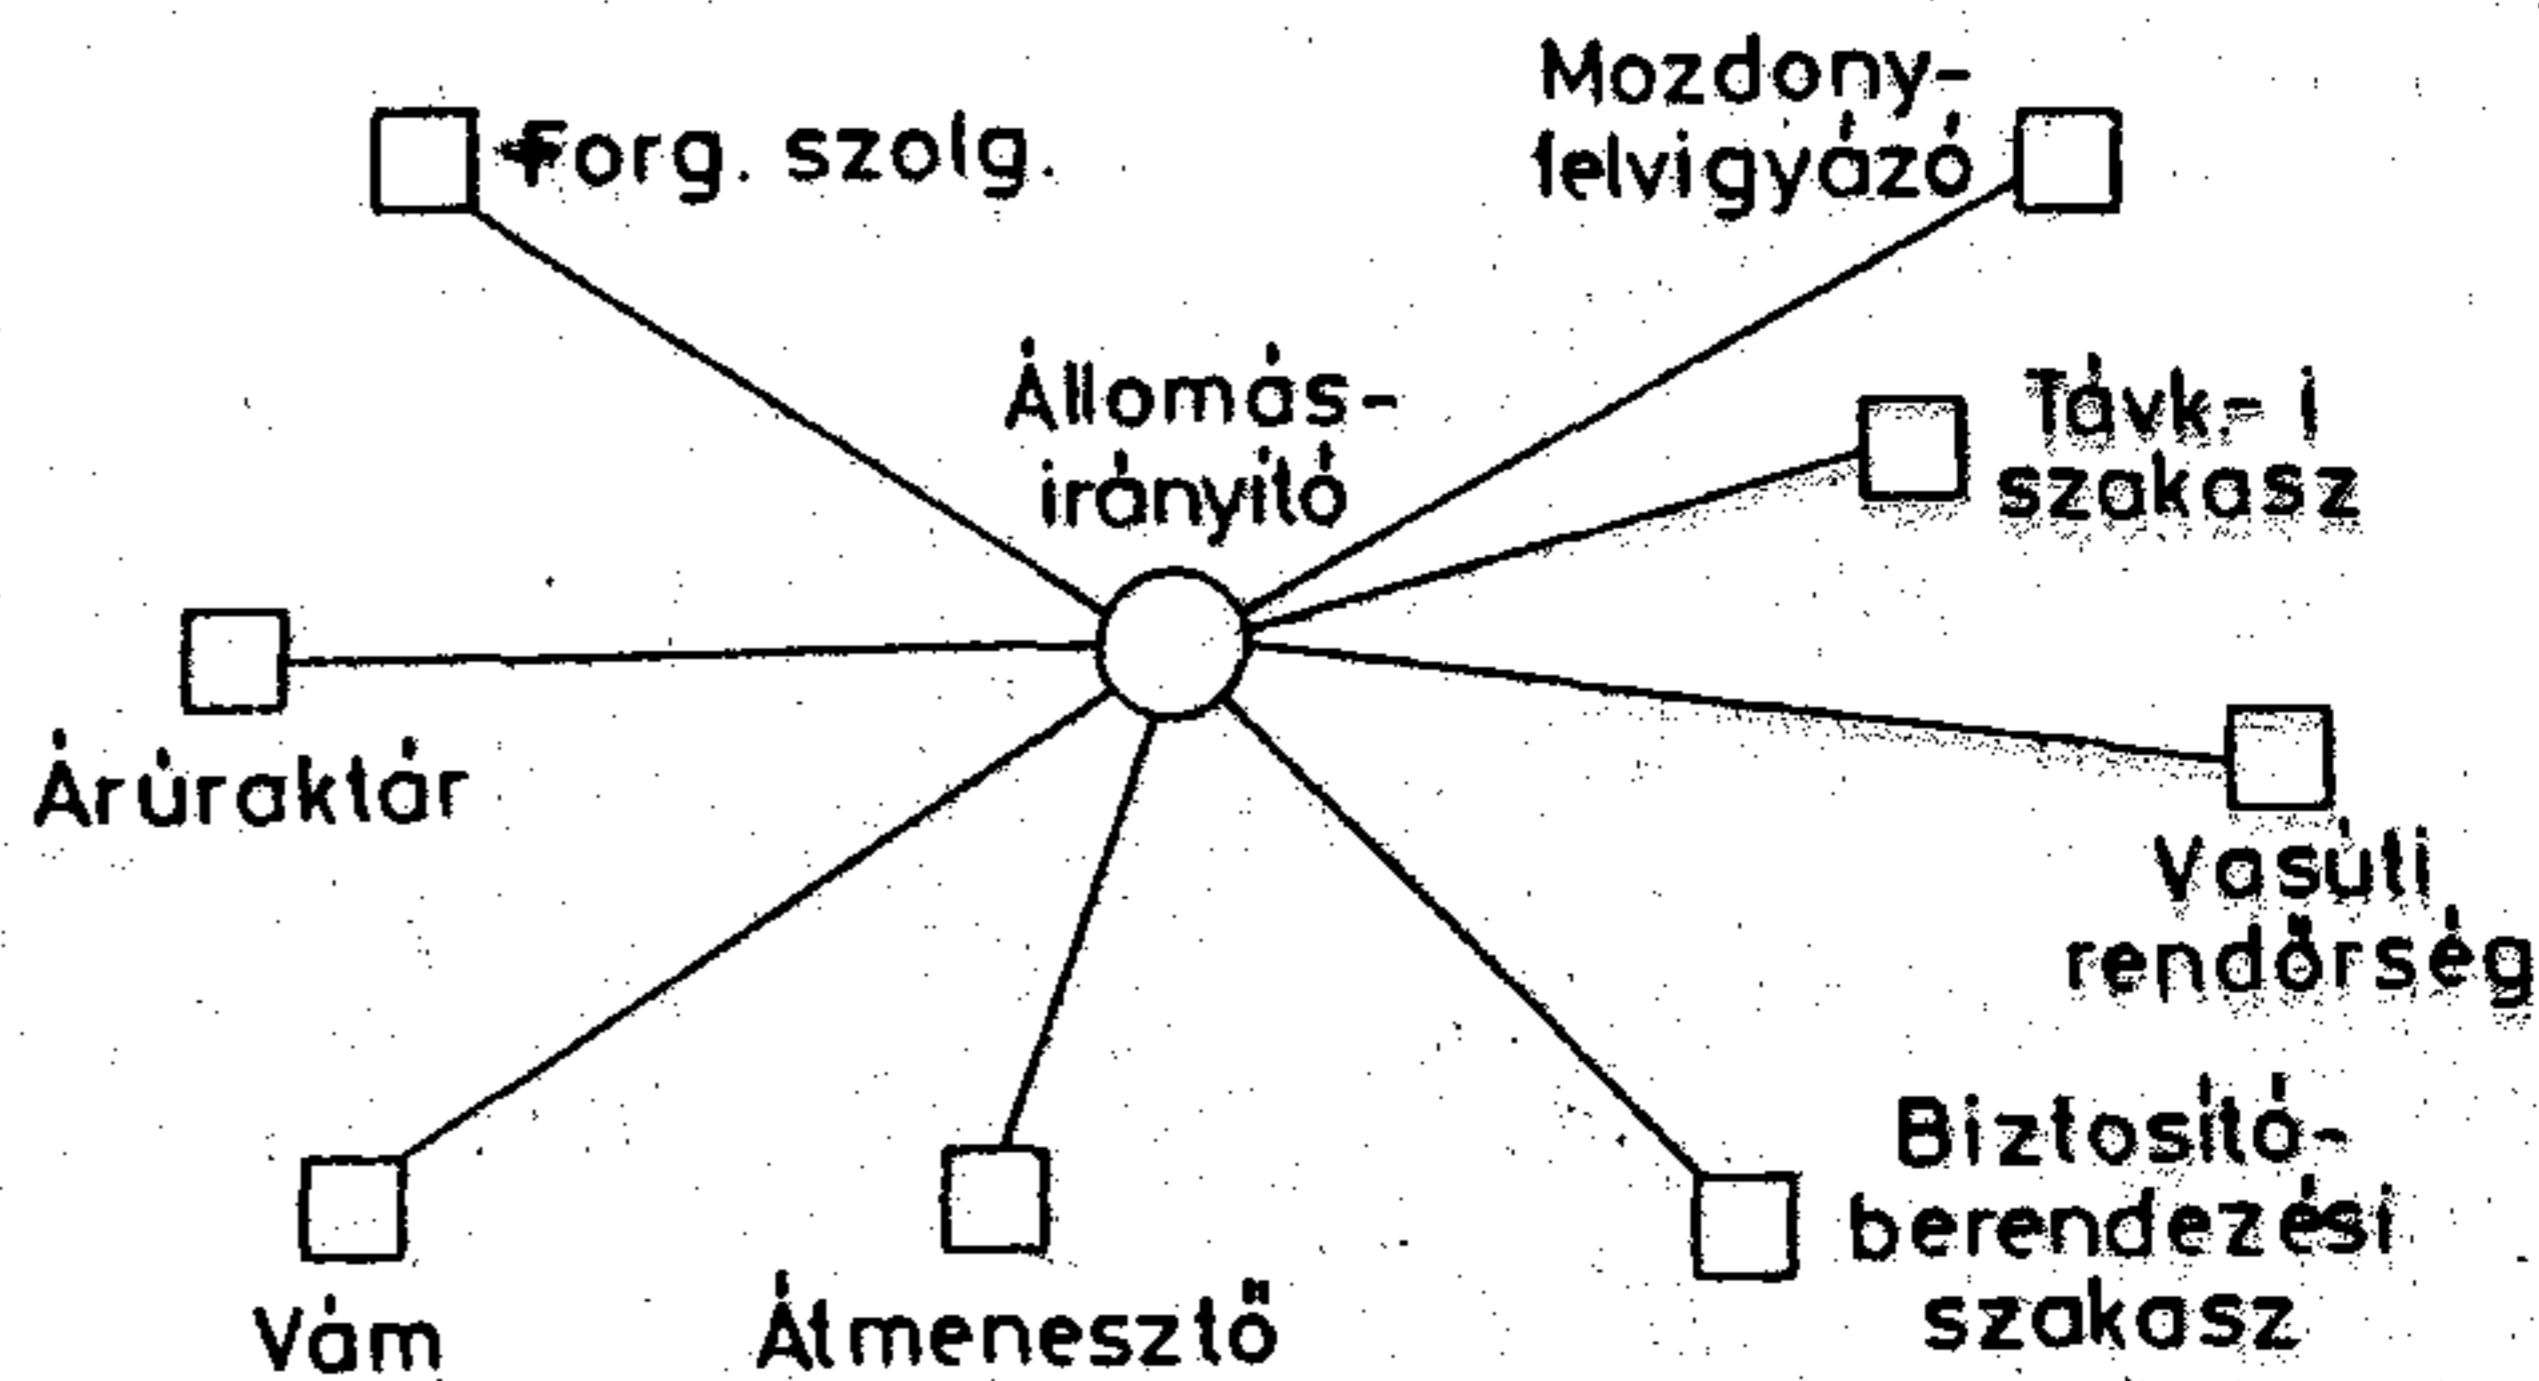 Forg. szolg.
Mozdony-
felvigyázó
Állomás-
irányító
Távk.- i
szakasz
Árúraktár
Vasúti
rendőrség
Biztosító-
berendezési
szakasz
Vám
Átmenesztő